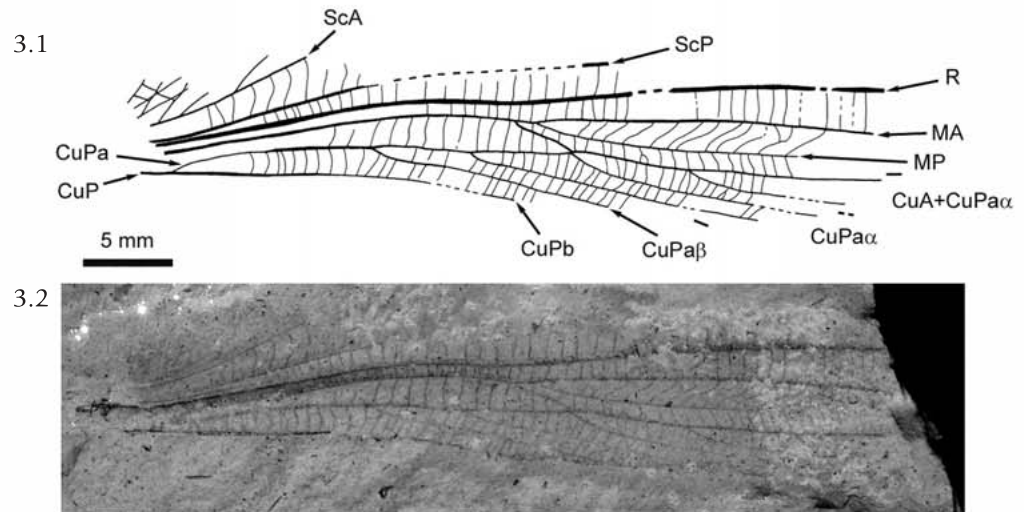 3.1
ScA
ScP
R
MA
MP
CuA+CuPaα
CuPaα
CuPaβ
CuPb
CuPa
CuP
5 mm
3.2